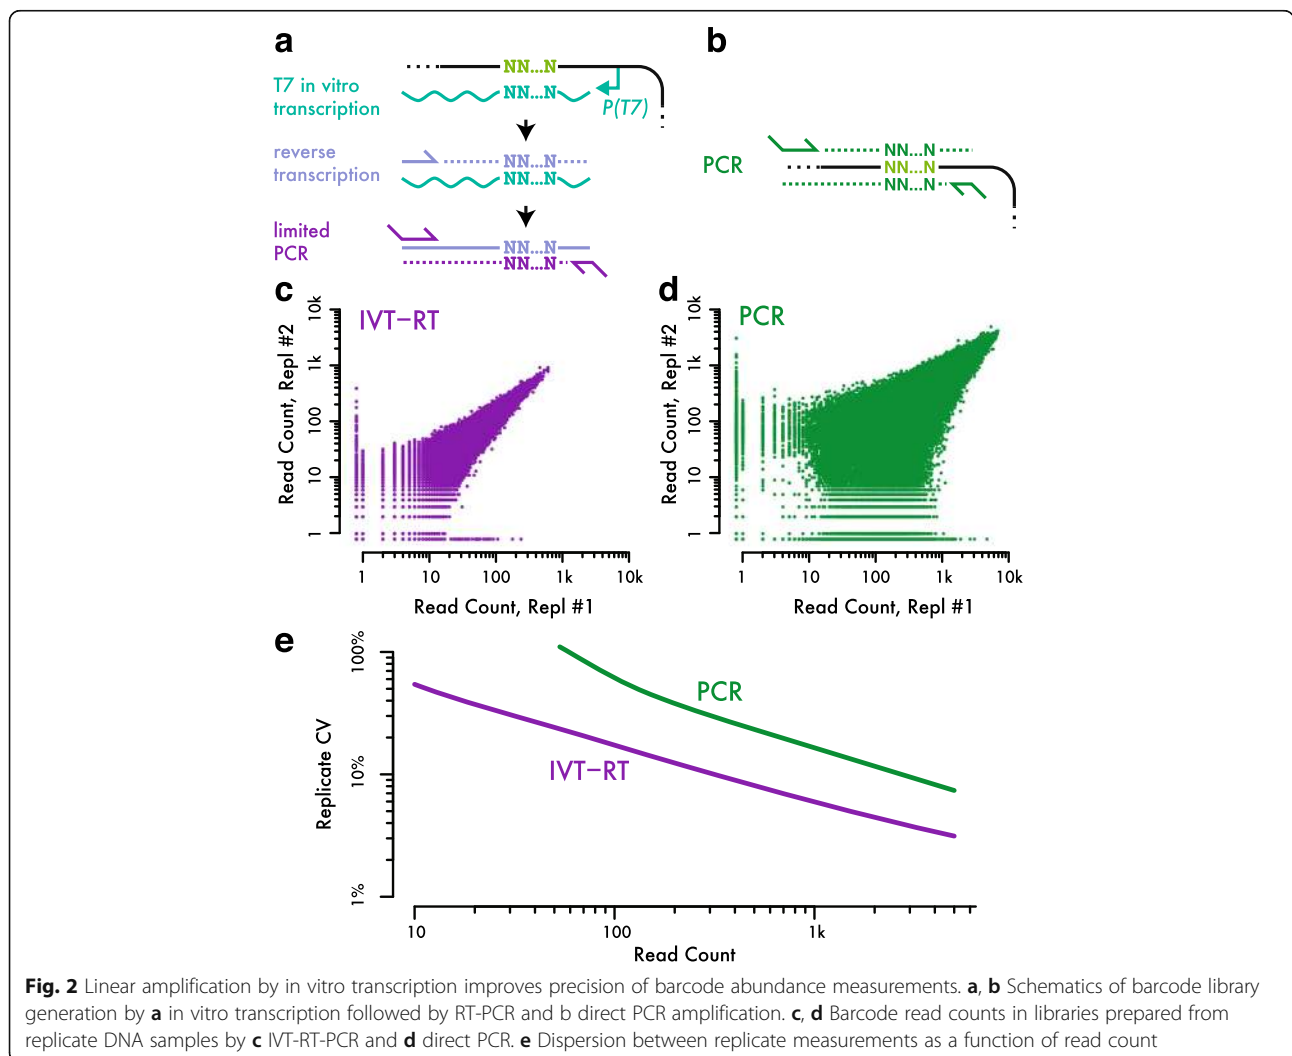 a
NN...N
T7 in vitro
transcription
NN...N
P(T7)
reverse
transcription
NN...N
NN...N
limited
PCR
NN...N
NN...N
b
PCR
NN...N
NN...N
NN...N
c
IVT–RT
Read Count, Repl #2
10k
1k
100
10
1
1 10 100 1k 10k
Read Count, Repl #1
d
PCR
Read Count, Repl #2
10k
1k
100
10
1
1 10 100 1k 10k
Read Count, Repl #1
e
Replicate CV
100%
10%
1%
PCR
IVT–RT
10 100 1k
Read Count
Fig. 2 Linear amplification by in vitro transcription improves precision of barcode abundance measurements. a, b Schematics of barcode library
generation by a in vitro transcription followed by RT-PCR and b direct PCR amplification. c, d Barcode read counts in libraries prepared from
replicate DNA samples by c IVT-RT-PCR and d direct PCR. e Dispersion between replicate measurements as a function of read count